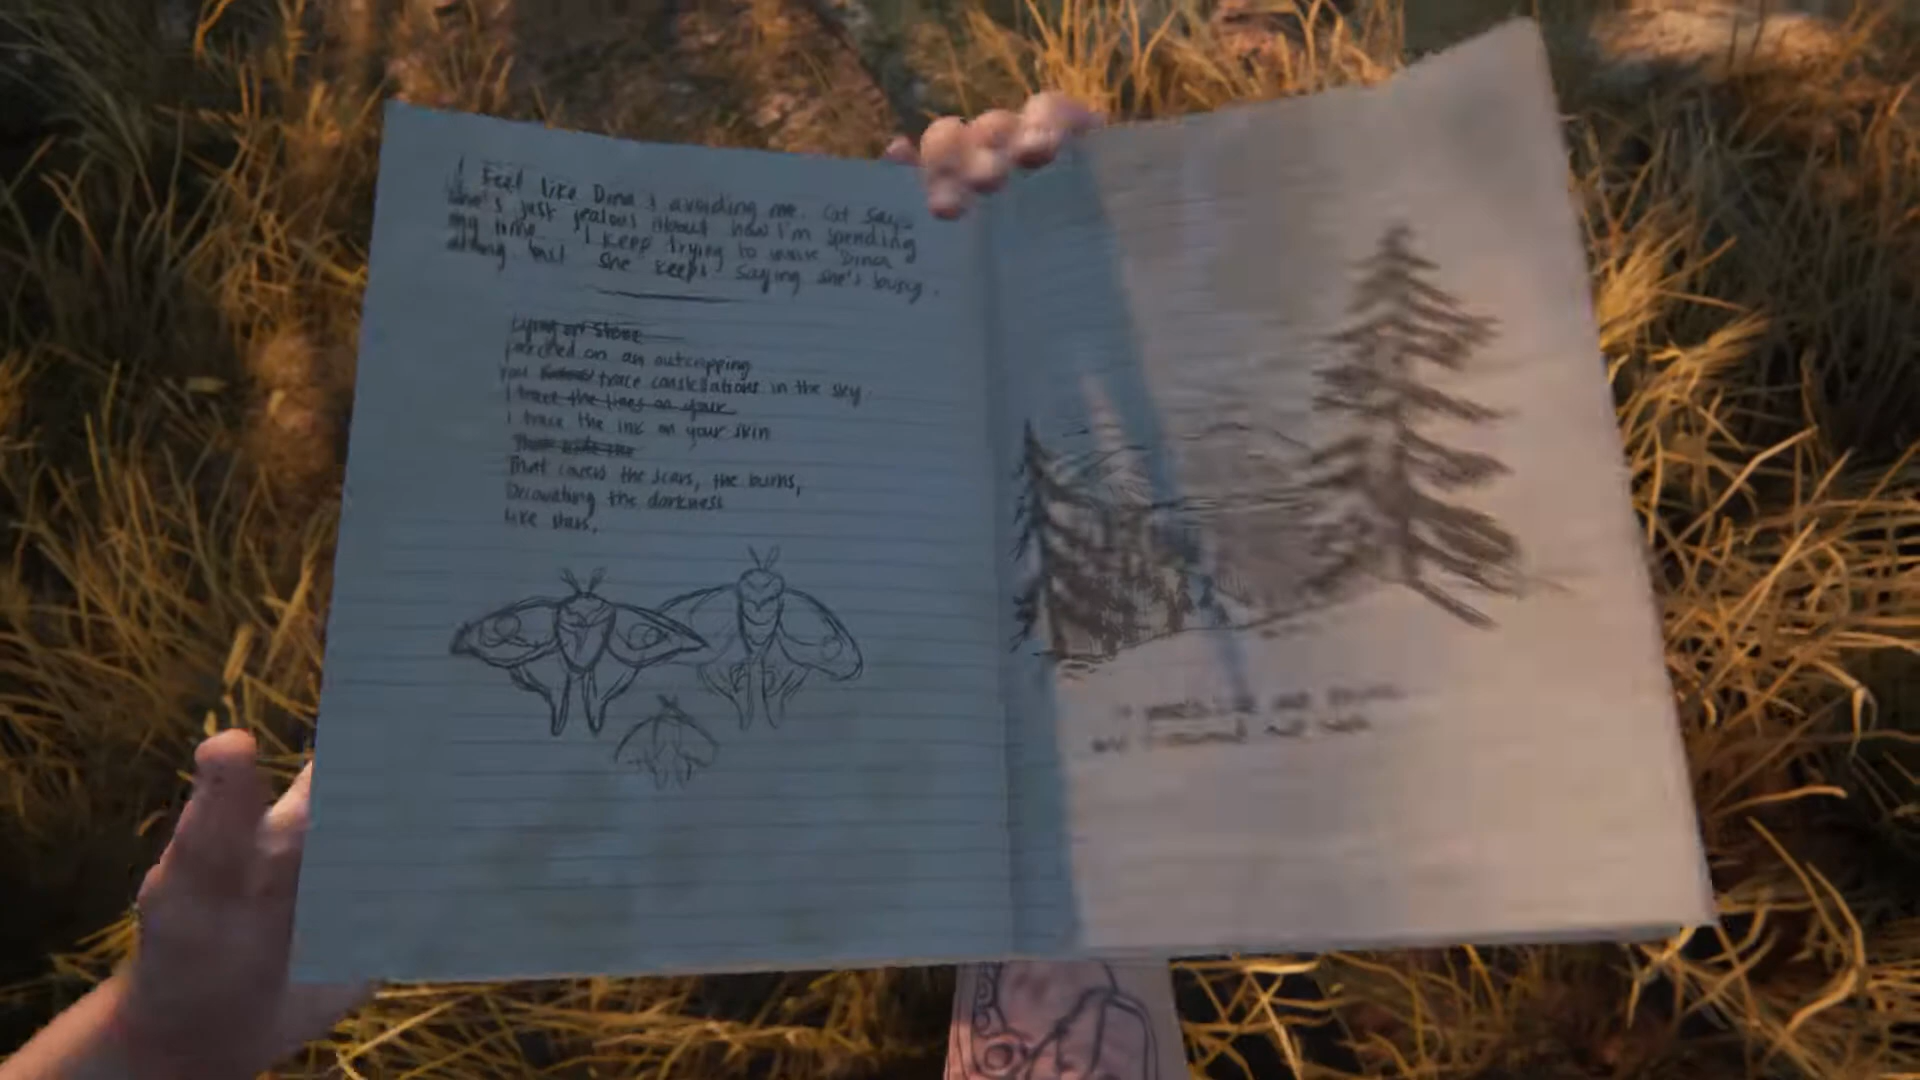 I feel like Dina's avoiding me. Cat says
she's just jealous about how I'm spending
my time. I keep trying to invite Dina
along but she keeps saying she's busy.
Lying on stone
Perched on an outcropping
You trace constellations in the sky.
I trace the lines on your
I trace the ink on your skin
That covers the scars, the burns,
Decorating the darkness
like stars.